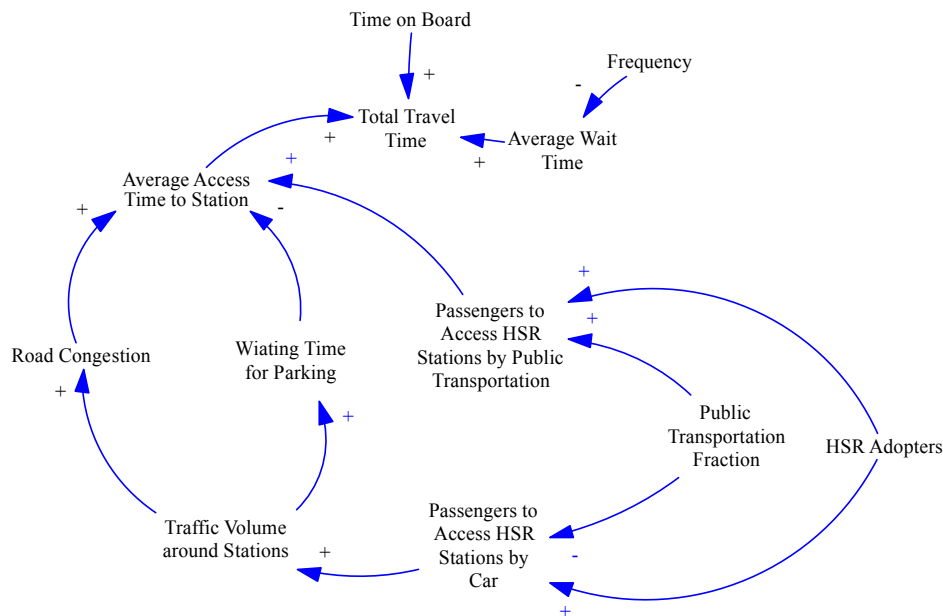 Time on Board
+
Frequency
-
Total Travel
Time
+
Average Wait
Time
+
+
Average Access
Time to Station
+
-
+
Passengers to
Access HSR
Stations by Public
Transportation
+
+
Road Congestion
+
Wiating Time
for Parking
+
Public
Transportation
Fraction
HSR Adopters
Traffic Volume
around Stations
+
Passengers to
Access HSR
Stations by
Car
-
+